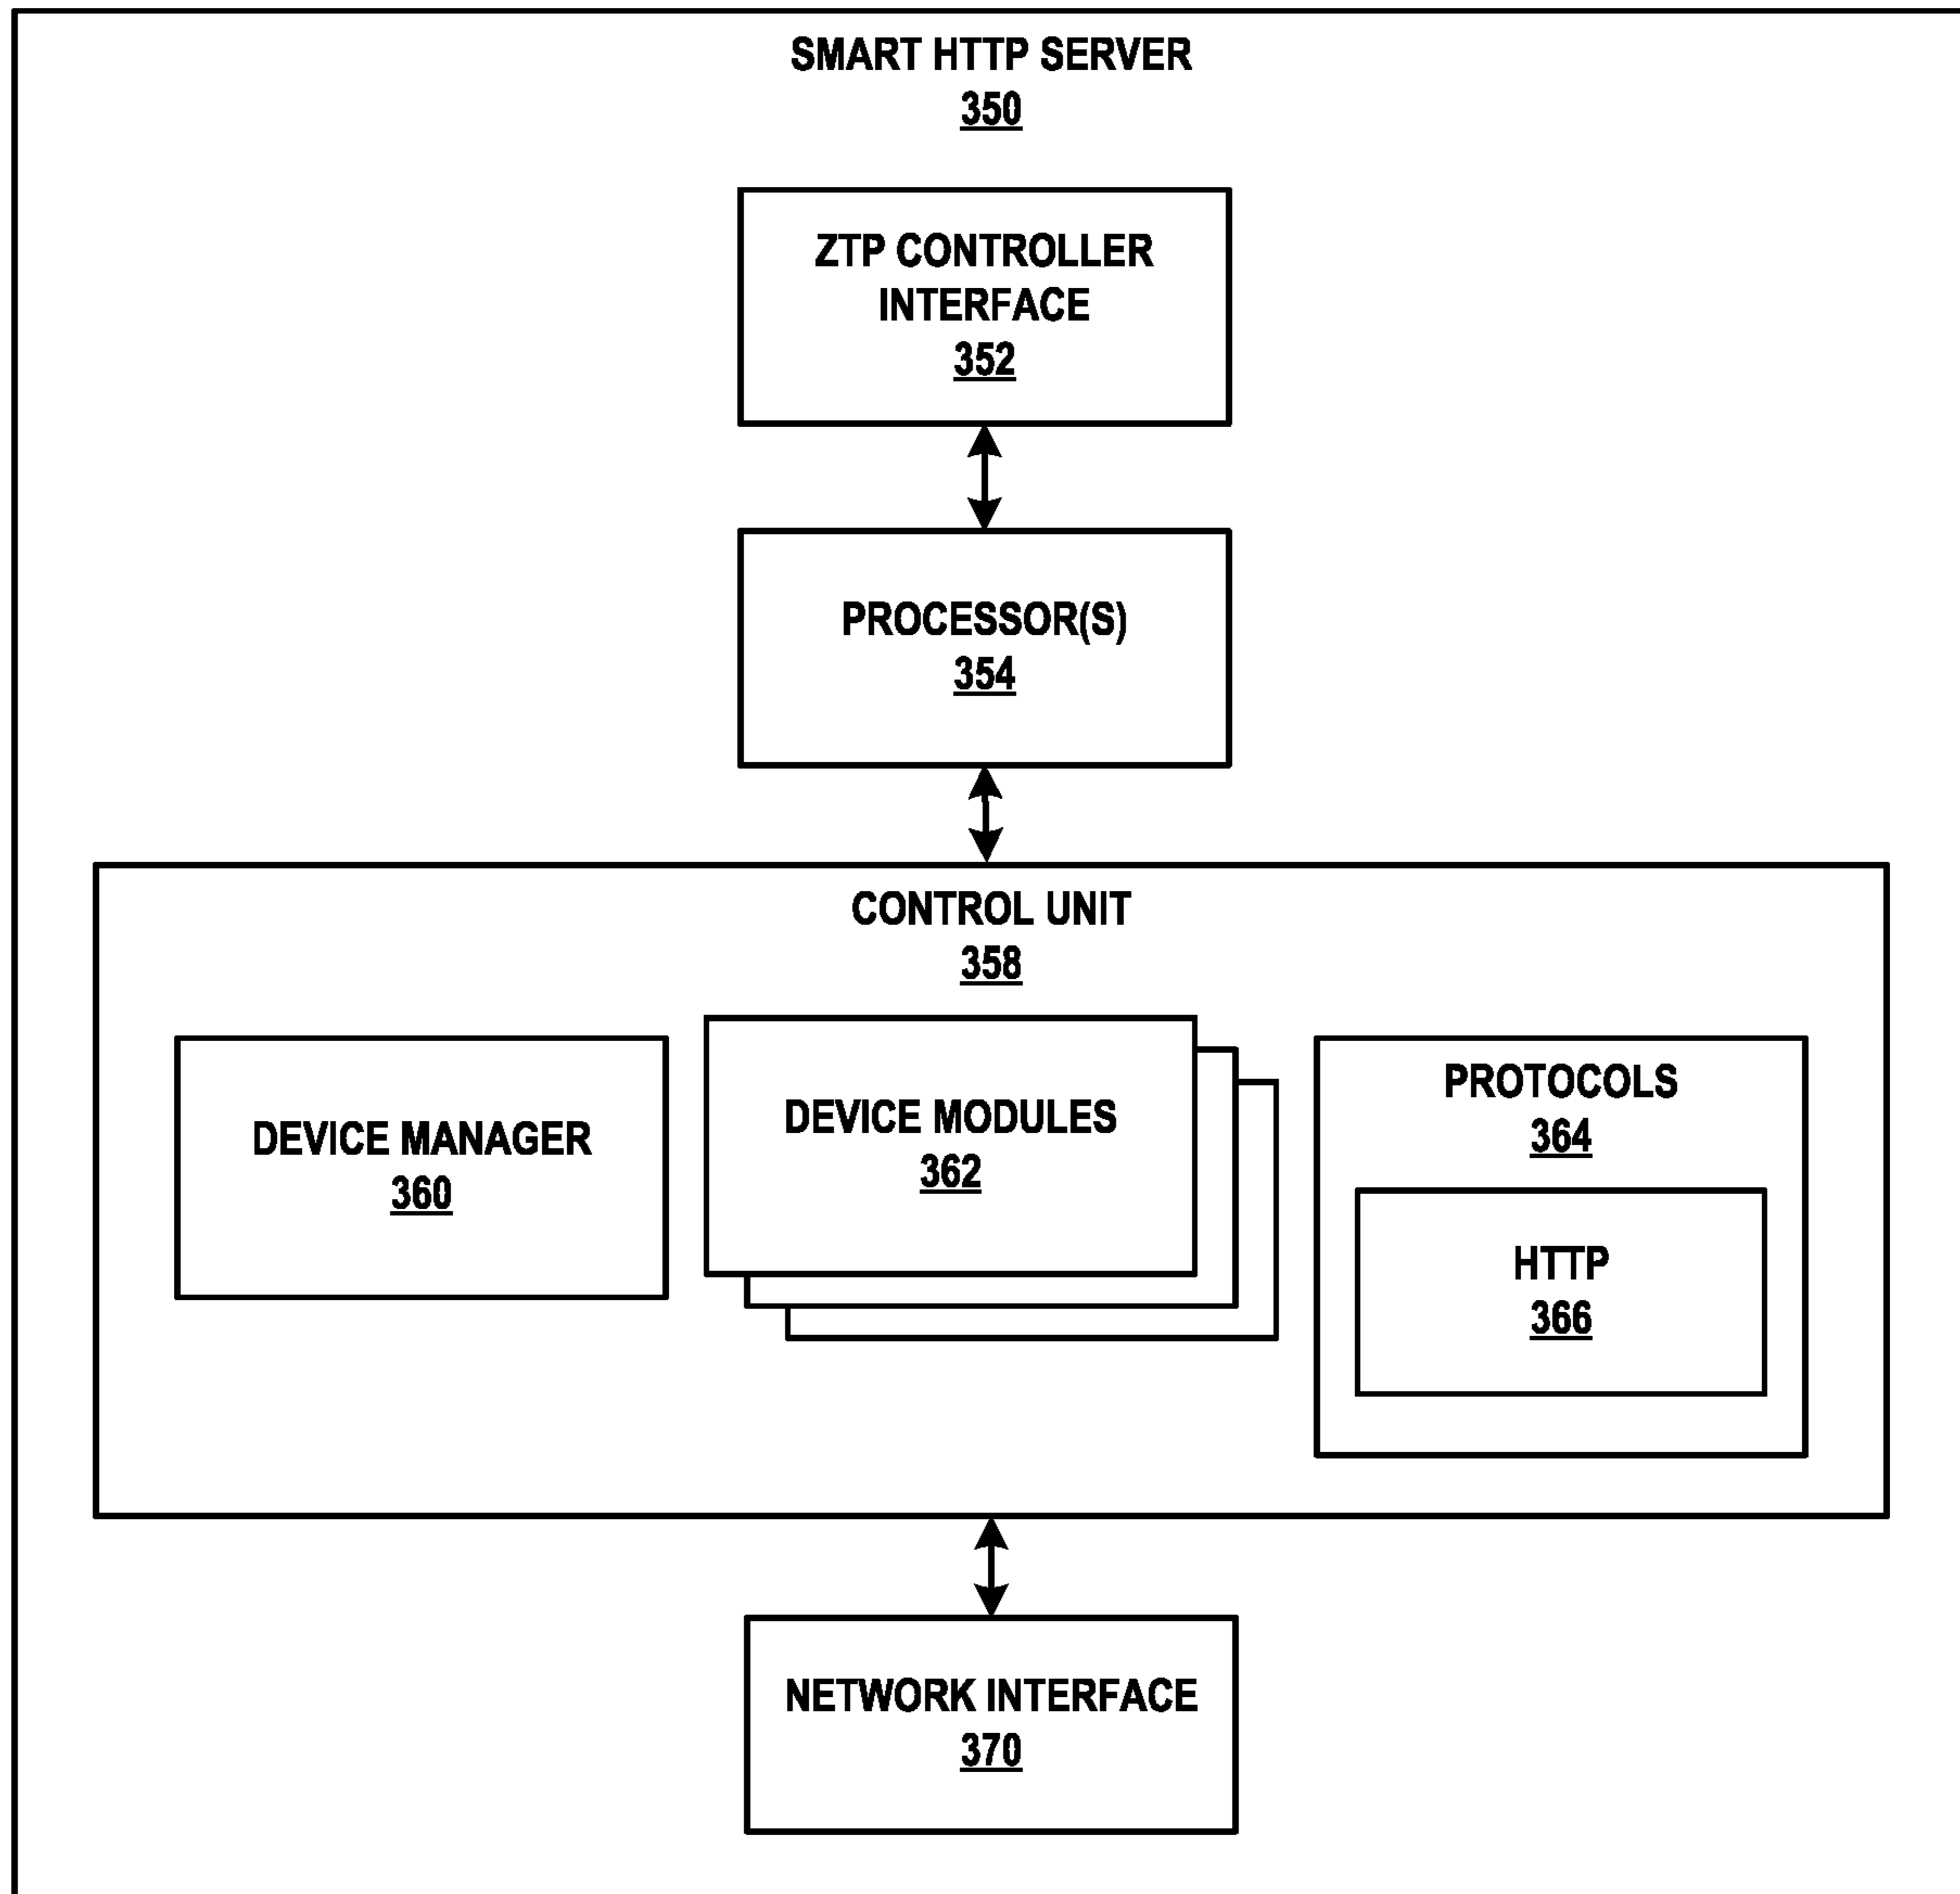 SMART HTTP SERVER
350
ZTP CONTROLLER
INTERFACE
352
PROCESSOR(S)
354
CONTROL UNIT
358
DEVICE MANAGER
360
DEVICE MODULES
362
PROTOCOLS
364
HTTP
366
NETWORK INTERFACE
370